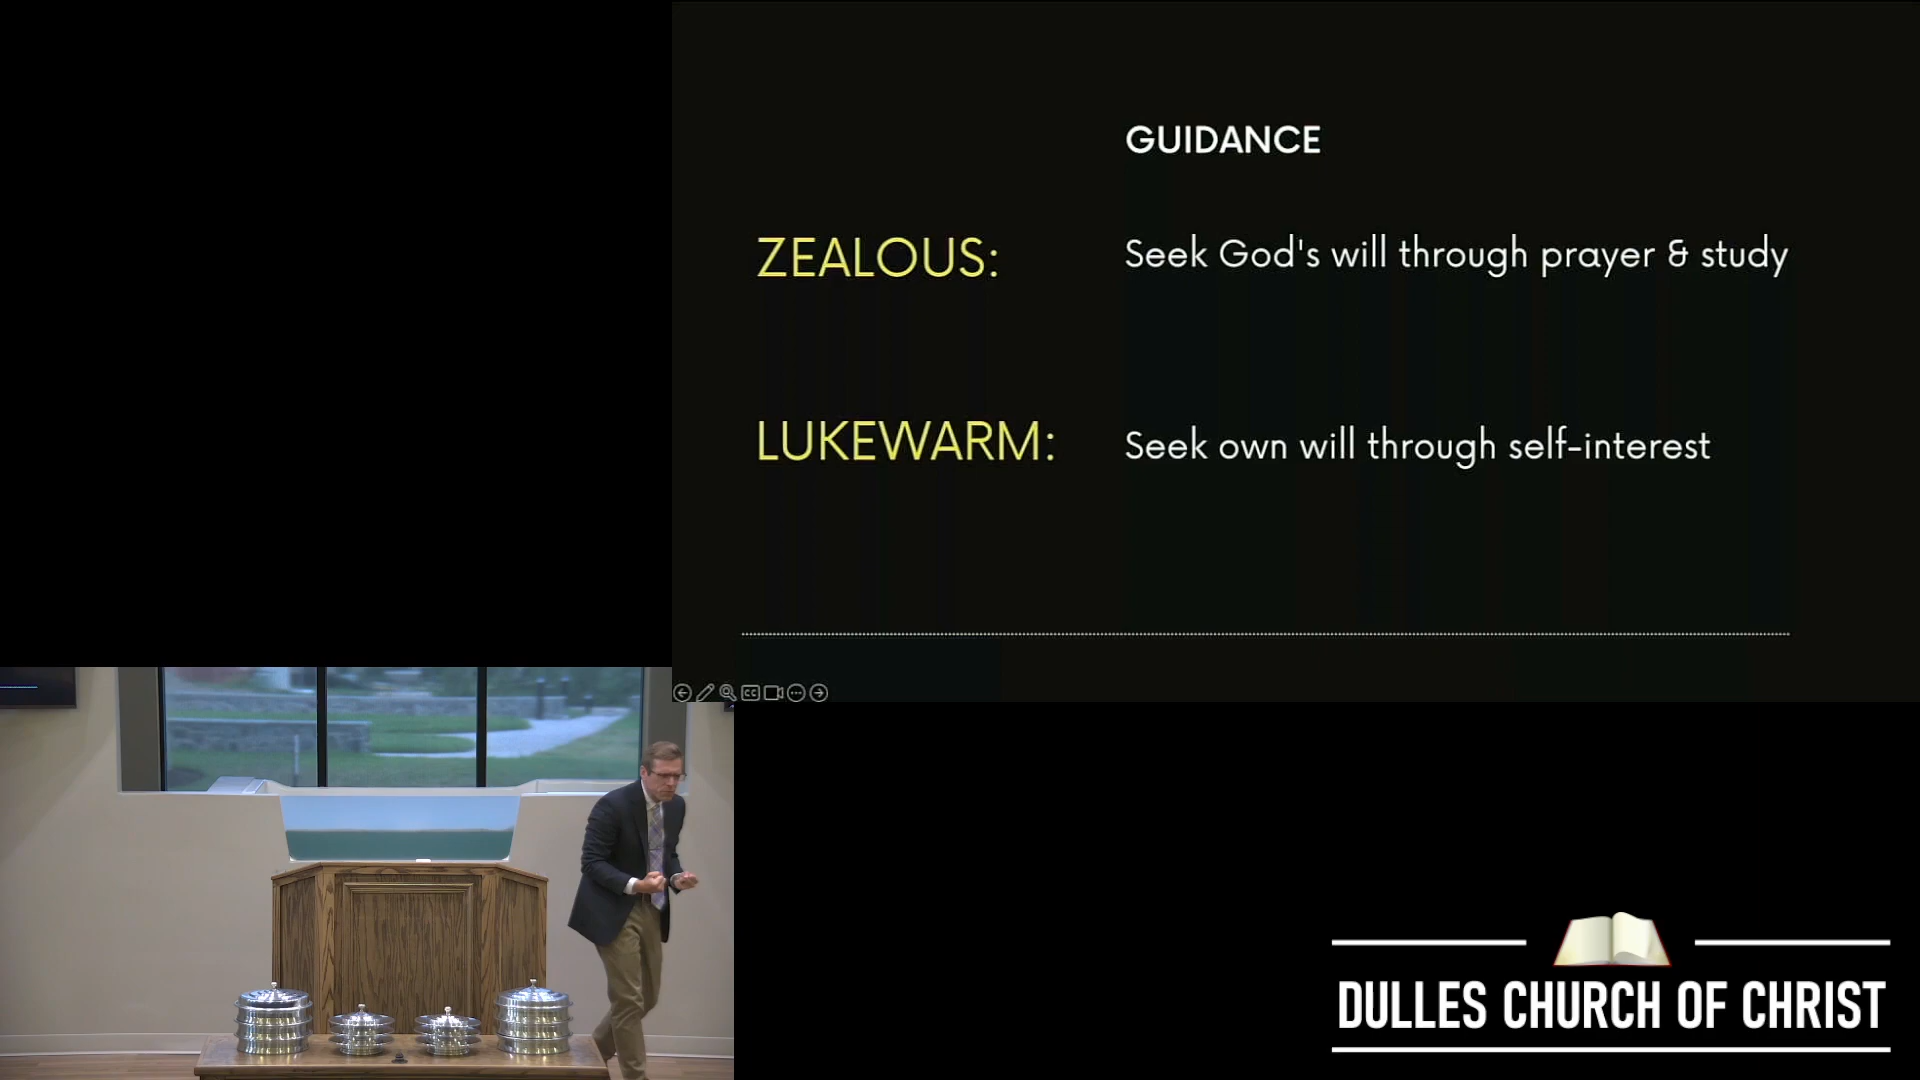 GUIDANCE
ZEALOUS: Seek God's will through prayer & study
LUKEWARM: Seek own will through self-interest
CC
DULLES CHURCH OF CHRIST